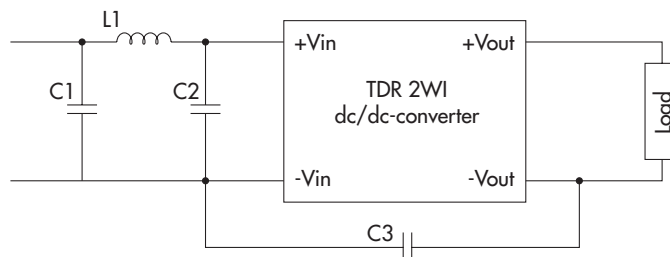 L1
+Vin
+Vout
C1
C2
TDR 2WI
dc/dc-converter
Load
-Vin
-Vout
C3